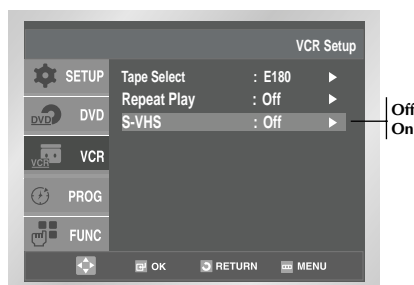 VCR Setup
SETUP
DVD
DVD
VCR
VCR
PROG
FUNC
Tape Select : E180 ►
Repeat Play : Off ►
S-VHS : Off ►
Off
On
OK RETURN MENU